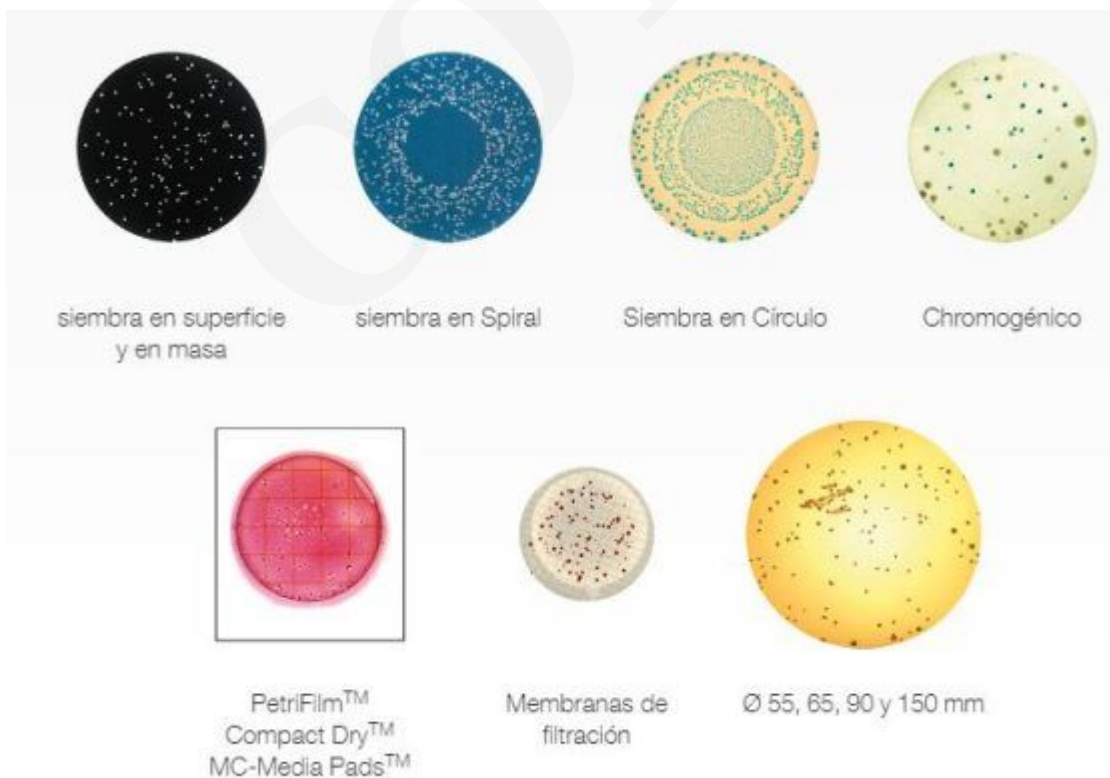 siembra en superficie
y en masa
siembra en Spiral
Siembra en Círculo
Chromogénico
PetriFilm™
Compact Dry™
MC-Media Pads™
Membranas de
filtración
Ø 55, 65, 90 y 150 mm